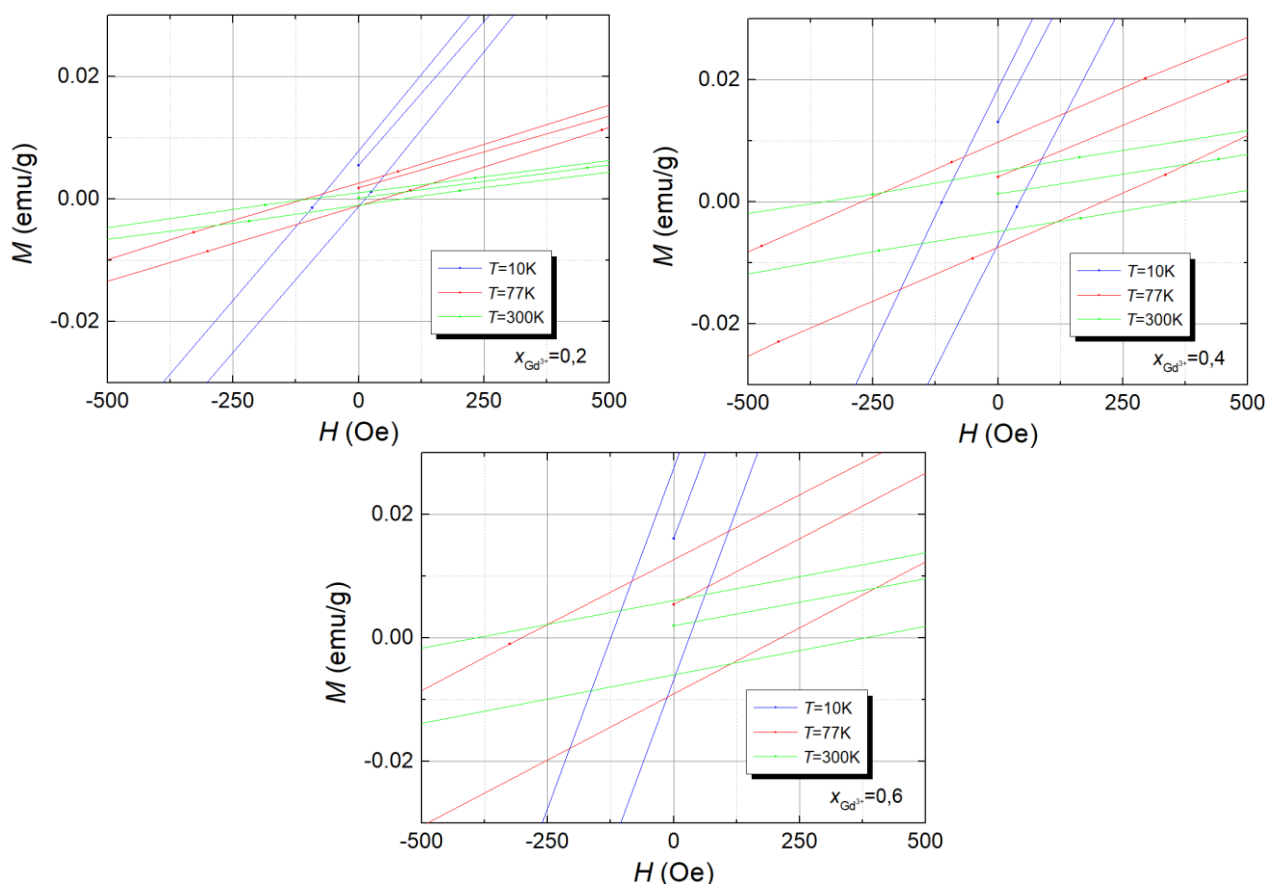 0.02
0.00
-0.02
M (emu/g)
T=10K
T=77K
T=300K
xGd³⁺=0,2
-500 -250 0 250 500
H (Oe)
0.02
0.00
-0.02
M (emu/g)
T=10K
T=77K
T=300K
xGd³⁺=0,4
-500 -250 0 250 500
H (Oe)
0.02
0.00
-0.02
M (emu/g)
T=10K
T=77K
T=300K
xGd³⁺=0,6
-500 -250 0 250 500
H (Oe)